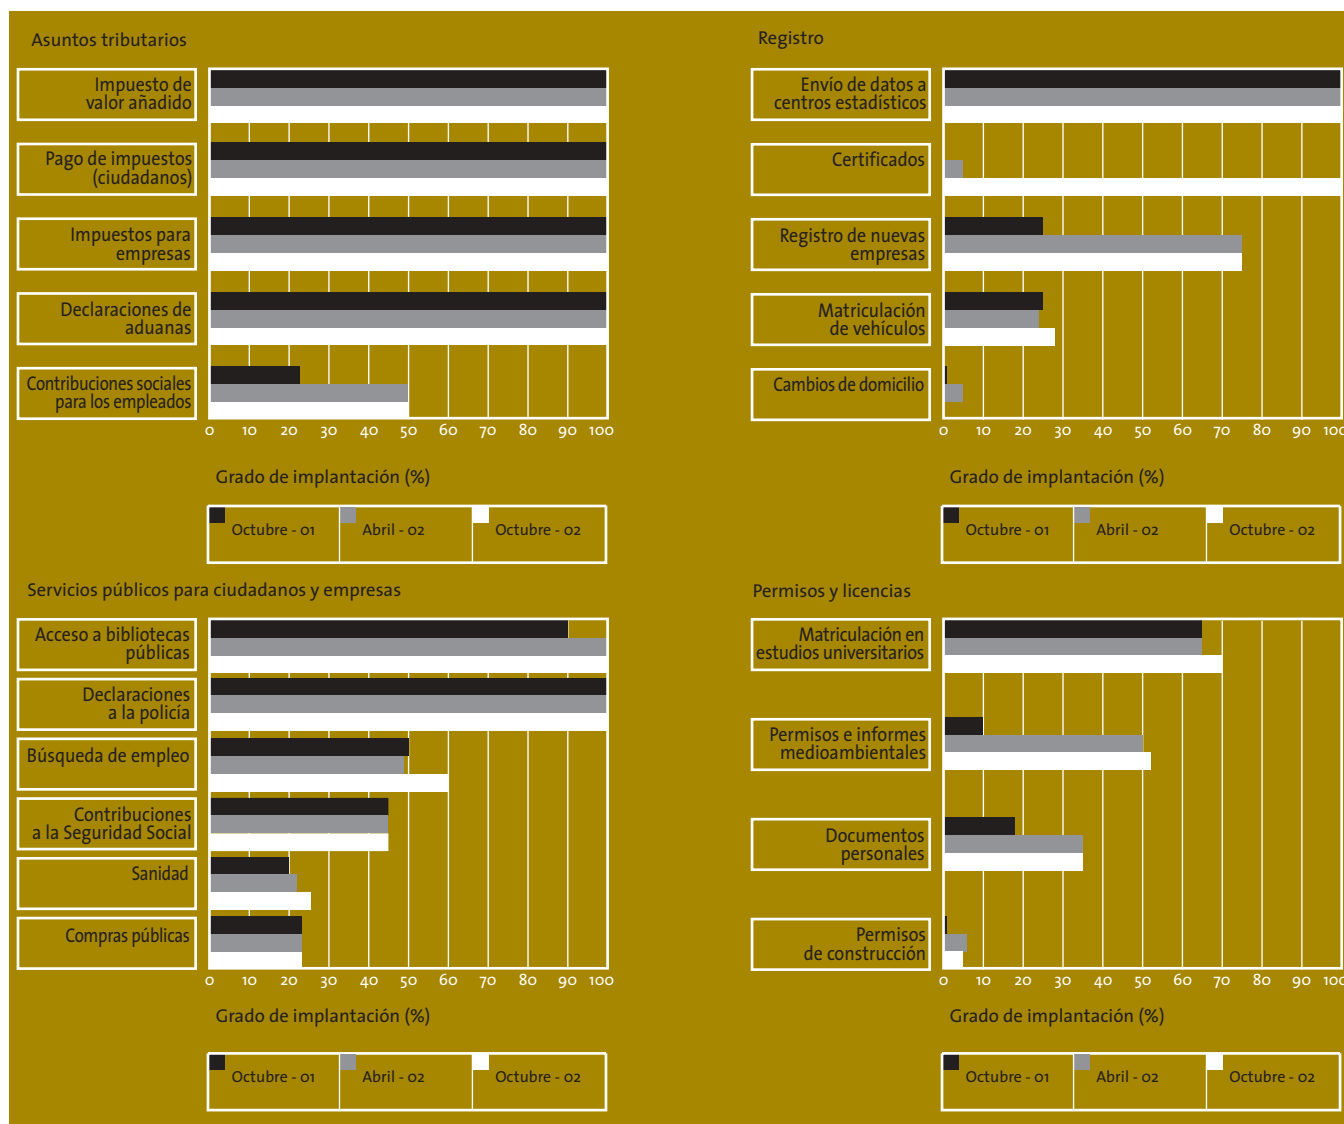 Asuntos tributarios
Impuesto de
valor añadido
Pago de impuestos
(ciudadanos)
Impuestos para
empresas
Declaraciones de
aduanas
Contribuciones sociales
para los empleados
0 10 20 30 40 50 60 70 80 90 100
Grado de implantación (%)
Octubre - 01 Abril - 02 Octubre - 02
Registro
Envío de datos a
centros estadísticos
Certificados
Registro de nuevas
empresas
Matriculación
de vehículos
Cambios de domicilio
0 10 20 30 40 50 60 70 80 90 100
Grado de implantación (%)
Octubre - 01 Abril - 02 Octubre - 02
Servicios públicos para ciudadanos y empresas
Acceso a bibliotecas
públicas
Declaraciones
a la policía
Búsqueda de empleo
Contribuciones
a la Seguridad Social
Sanidad
Compras públicas
0 10 20 30 40 50 60 70 80 90 100
Grado de implantación (%)
Octubre - 01 Abril - 02 Octubre - 02
Permisos y licencias
Matriculación en
estudios universitarios
Permisos e informes
medioambientales
Documentos
personales
Permisos
de construcción
0 10 20 30 40 50 60 70 80 90 100
Grado de implantación (%)
Octubre - 01 Abril - 02 Octubre - 02